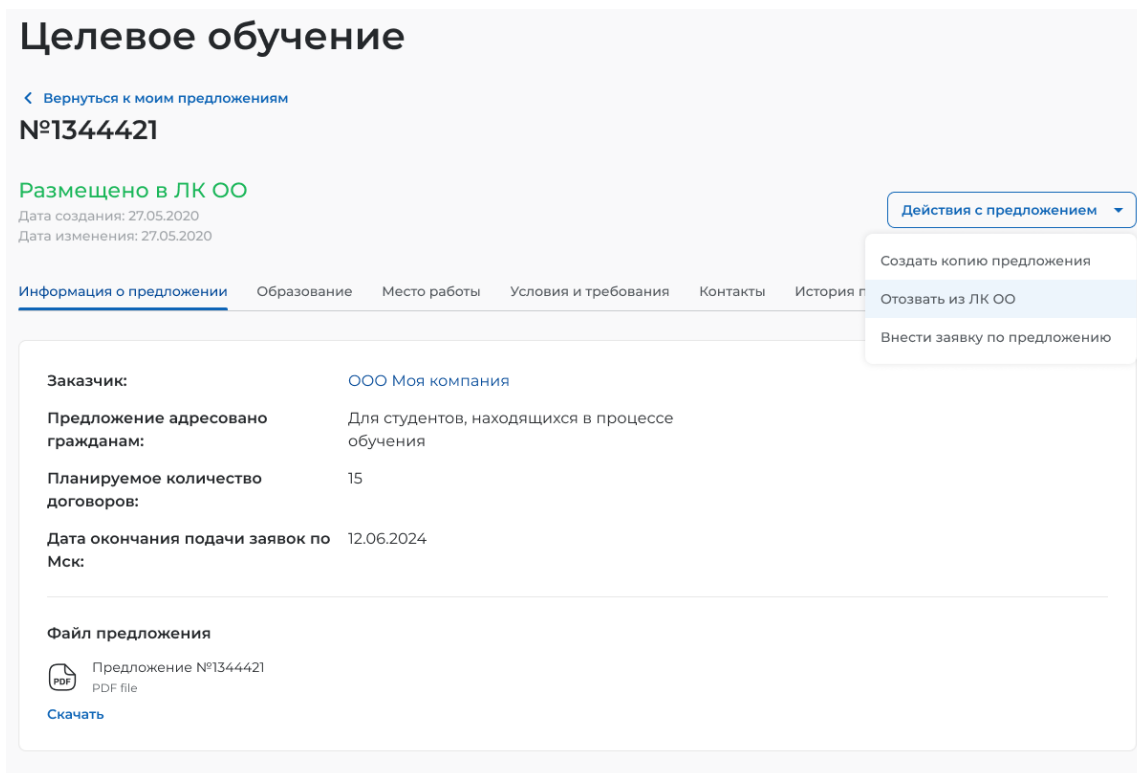 Целевое обучение
Вернуться к моим предложениям
№1344421
Размещено в ЛК ОО
Дата создания: 27.05.2020
Дата изменения: 27.05.2020
Действия с предложением
Создать копию предложения
Отозвать из ЛК ОО
Внести заявку по предложению
Информация о предложении Образование Место работы Условия и требования Контакты История
Заказчик: ООО Моя компания
Предложение адресовано Для студентов, находящихся в процессе
гражданам: обучения
Планируемое количество 15
договоров:
Дата окончания подачи заявок по 12.06.2024
Мск:
Файл предложения
PDF
Предложение №1344421
PDF file
Скачать